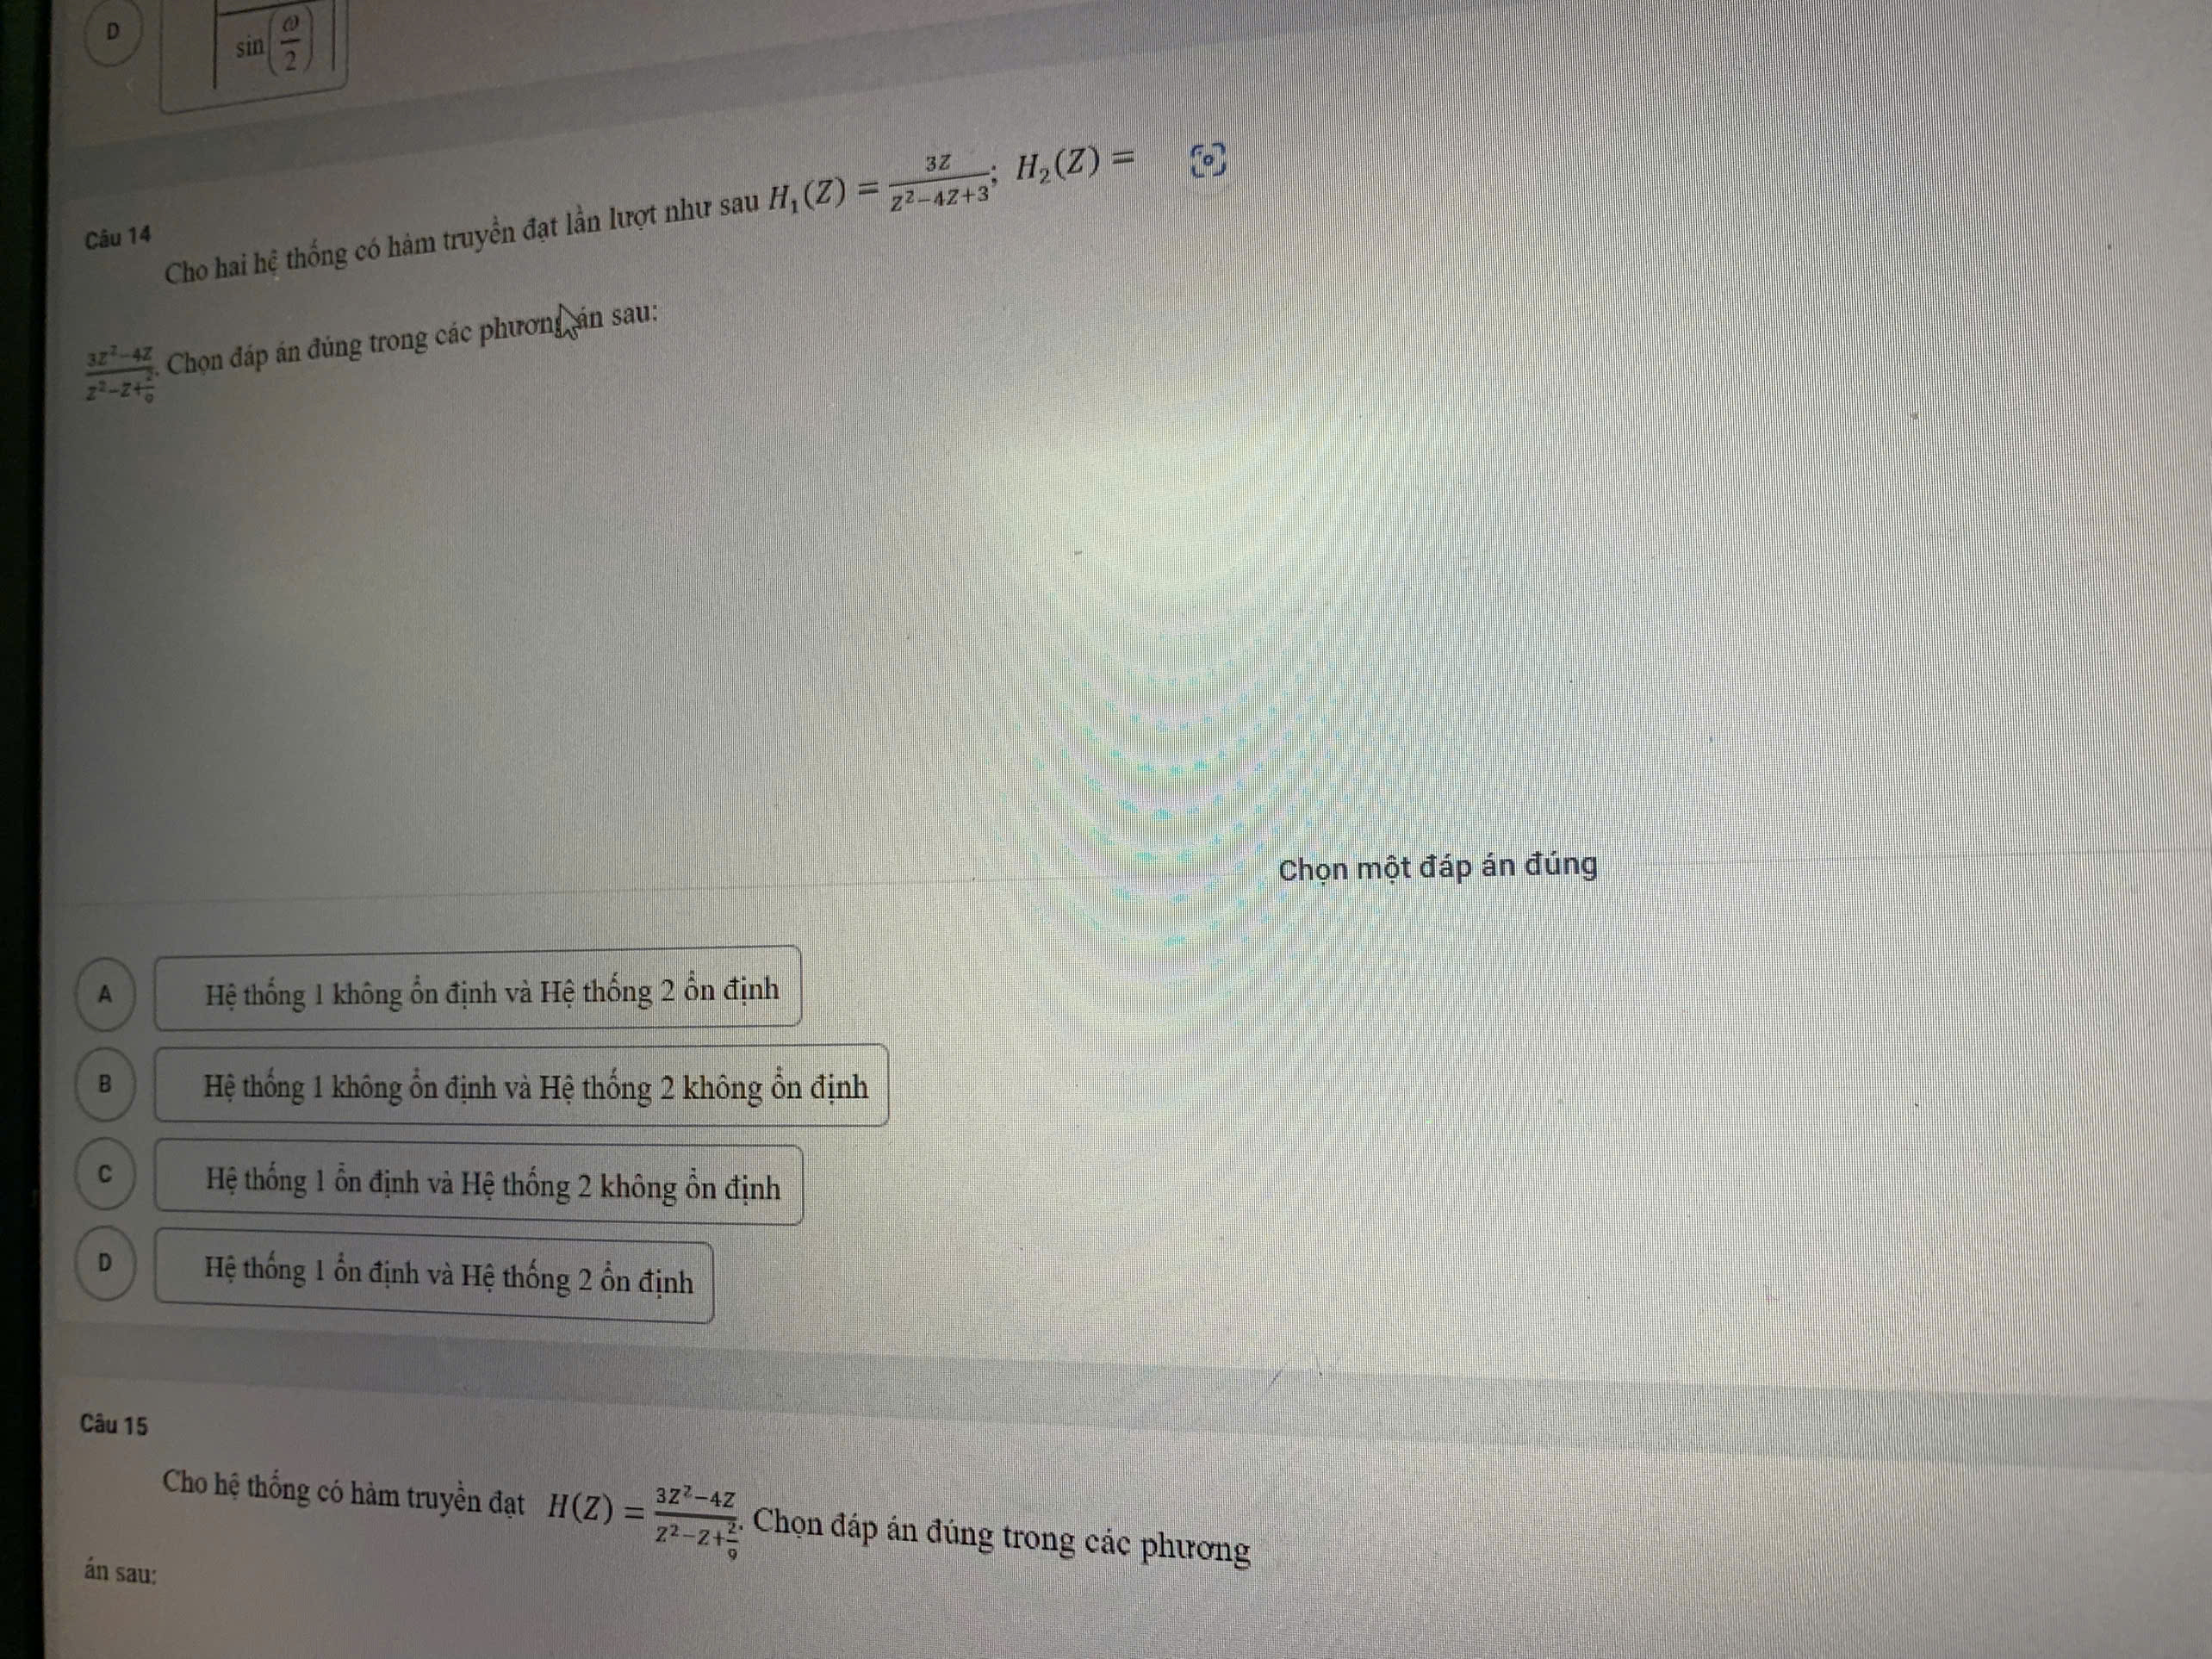 D
sin(ω/2)
Câu 14
Cho hai hệ thống có hàm truyền đạt lần lượt như sau H₁(Z) = 3Z/(Z²−4Z+3); H₂(Z) =
(3Z²−4Z)/(Z²−Z+2/9). Chọn đáp án đúng trong các phương án sau:
Chọn một đáp án đúng
A Hệ thống 1 không ổn định và Hệ thống 2 ổn định
B Hệ thống 1 không ổn định và Hệ thống 2 không ổn định
C Hệ thống 1 ổn định và Hệ thống 2 không ổn định
D Hệ thống 1 ổn định và Hệ thống 2 ổn định
Câu 15
Cho hệ thống có hàm truyền đạt H(Z) = (3Z²−4Z)/(Z²−Z+2/9). Chọn đáp án đúng trong các phương
án sau: